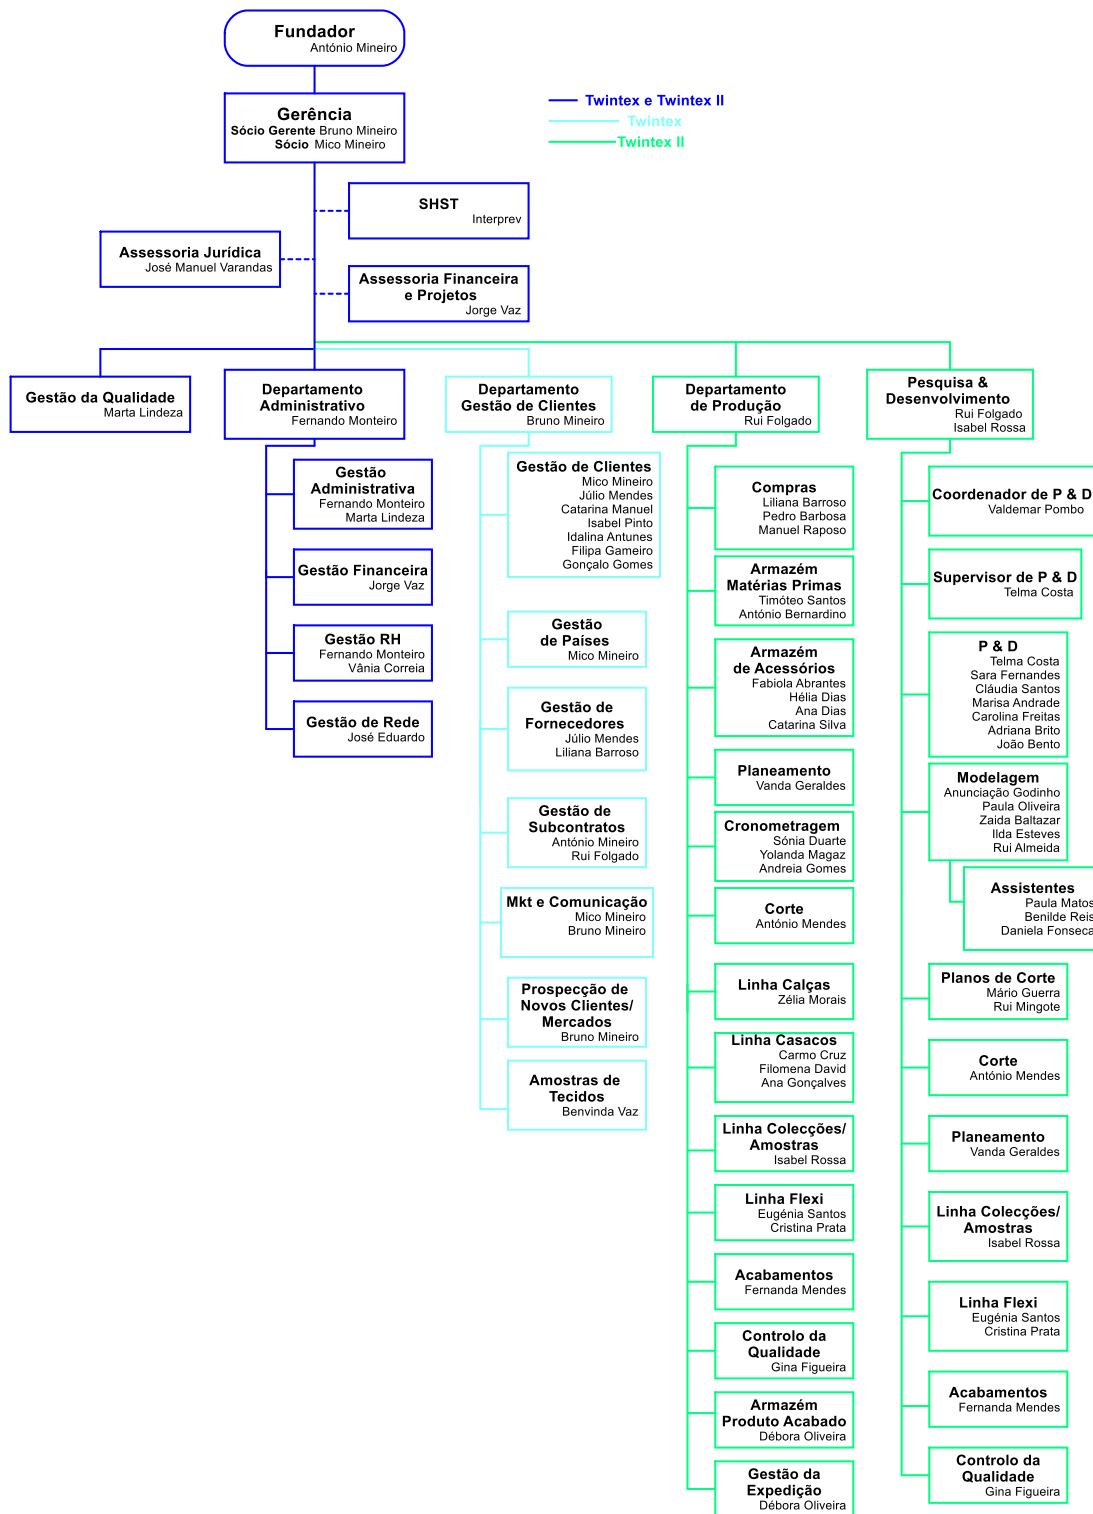 Fundador
António Mineiro
Gerência
Sócio Gerente Bruno Mineiro
Sócio Mico Mineiro
Twintex e Twintex II
Twintex
Twintex II
SHST
Interprev
Assessoria Jurídica
José Manuel Varandas
Assessoria Financeira
e Projetos
Jorge Vaz
Gestão da Qualidade
Marta Lindeza
Departamento
Administrativo
Fernando Monteiro
Gestão
Administrativa
Fernando Monteiro
Marta Lindeza
Gestão Financeira
Jorge Vaz
Gestão RH
Fernando Monteiro
Vânia Correia
Gestão de Rede
José Eduardo
Departamento
Gestão de Clientes
Bruno Mineiro
Gestão de Clientes
Mico Mineiro
Júlio Mendes
Catarina Manuel
Isabel Pinto
Idalina Antunes
Filipa Gameiro
Gonçalo Gomes
Gestão
de Países
Mico Mineiro
Gestão de
Fornecedores
Júlio Mendes
Liliana Barroso
Gestão de
Subcontratos
António Mineiro
Rui Folgado
Mkt e Comunicação
Mico Mineiro
Bruno Mineiro
Prospecção de
Novos Clientes/
Mercados
Bruno Mineiro
Amostras de
Tecidos
Benvinda Vaz
Departamento
de Produção
Rui Folgado
Compras
Liliana Barroso
Pedro Barbosa
Manuel Raposo
Armazém
Matérias Primas
Timóteo Santos
António Bernardino
Armazém
de Acessórios
Fabiola Abrantes
Hélia Dias
Ana Dias
Catarina Silva
Planeamento
Vanda Geraldes
Cronometragem
Sónia Duarte
Yolanda Magaz
Andreia Gomes
Corte
António Mendes
Linha Calças
Zélia Morais
Linha Casacos
Carmo Cruz
Filomena David
Ana Gonçalves
Linha Colecções/
Amostras
Isabel Rossa
Linha Flexi
Eugénia Santos
Cristina Prata
Acabamentos
Fernanda Mendes
Controlo da
Qualidade
Gina Figueira
Armazém
Produto Acabado
Débora Oliveira
Gestão da
Expedição
Débora Oliveira
Pesquisa &
Desenvolvimento
Rui Folgado
Isabel Rossa
Coordenador de P & D
Valdemar Pombo
Supervisor de P & D
Telma Costa
P & D
Telma Costa
Sara Fernandes
Cláudia Santos
Marisa Andrade
Carolina Freitas
Adriana Brito
João Bento
Modelagem
Anunciação Godinho
Paula Oliveira
Zaida Baltazar
Ilda Esteves
Rui Almeida
Assistentes
Paula Matos
Benilde Reis
Daniela Fonseca
Planos de Corte
Mário Guerra
Rui Mingote
Corte
António Mendes
Planeamento
Vanda Geraldes
Linha Colecções/
Amostras
Isabel Rossa
Linha Flexi
Eugénia Santos
Cristina Prata
Acabamentos
Fernanda Mendes
Controlo da
Qualidade
Gina Figueira